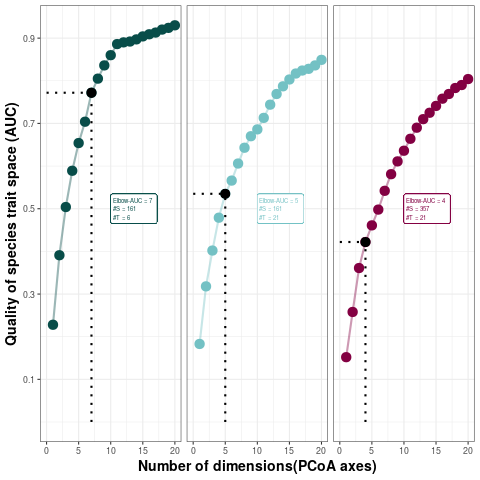 Quality of species trait space (AUC)
0.9
0.7
0.5
0.3
0.1
Elbow-AUC = 7
#S = 161
#T = 6
Elbow-AUC = 5
#S = 161
#T = 21
Elbow-AUC = 4
#S = 357
#T = 21
0 5 10 15 20 0 5 10 15 20 0 5 10 15 20
Number of dimensions(PCoA axes)